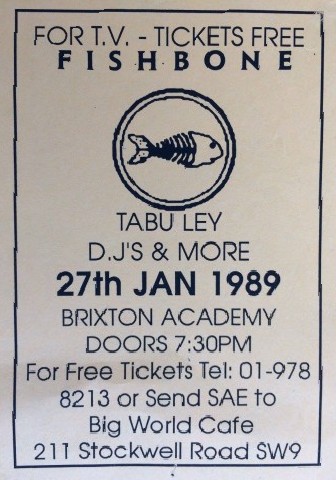 FOR T.V. - TICKETS FREE
FISHBONE
TABU LEY
D.J'S & MORE
27th JAN 1989
BRIXTON ACADEMY
DOORS 7:30PM
For Free Tickets Tel: 01-978
8213 or Send SAE to
Big World Cafe
211 Stockwell Road SW9